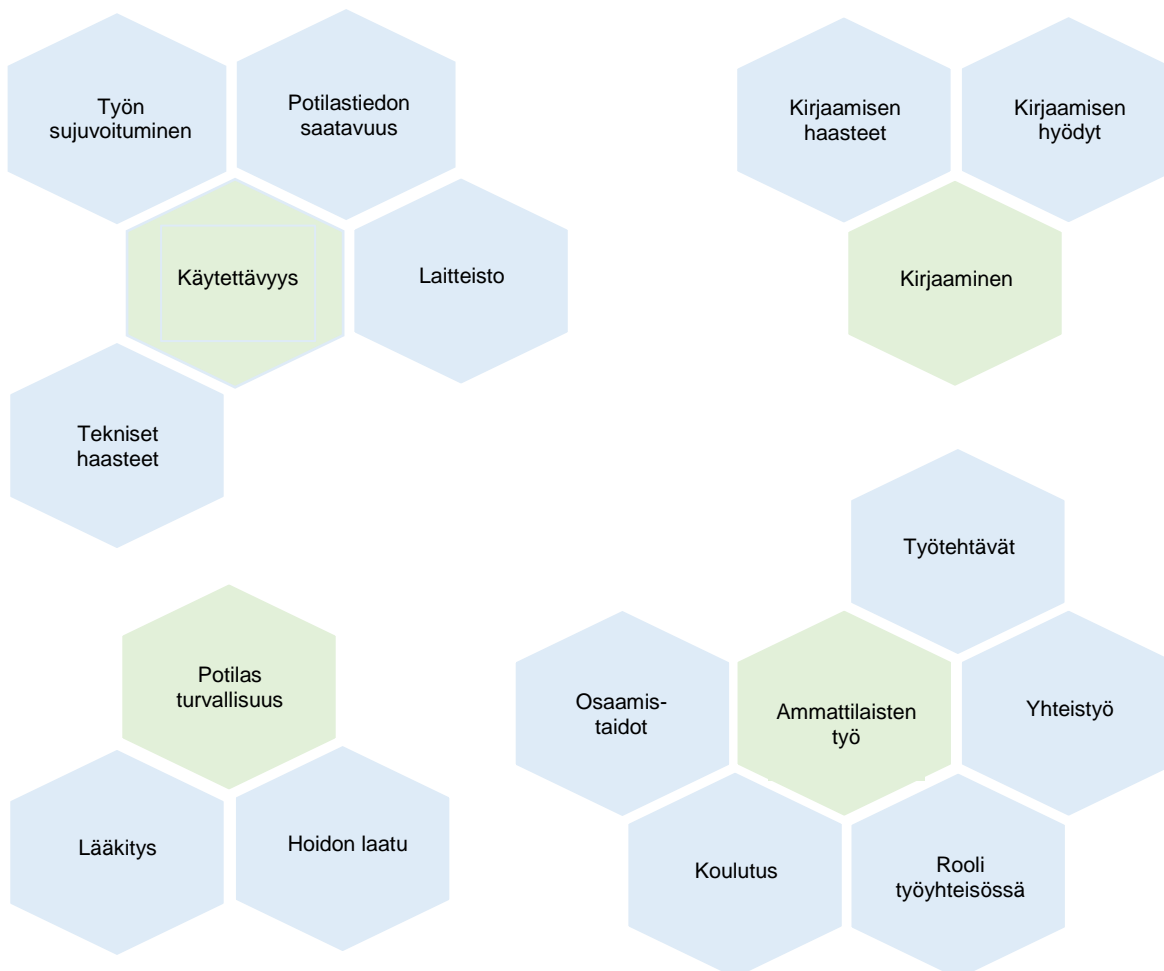 Työn
sujuvoituminen
Potilastiedon
saatavuus
Käytettävyys
Laitteisto
Tekniset
haasteet
Kirjaamisen
haasteet
Kirjaamisen
hyödyt
Kirjaaminen
Potilas
turvallisuus
Lääkitys
Hoidon laatu
Työtehtävät
Osaamis-
taidot
Ammattilaisten
työ
Yhteistyö
Koulutus
Rooli
työyhteisössä